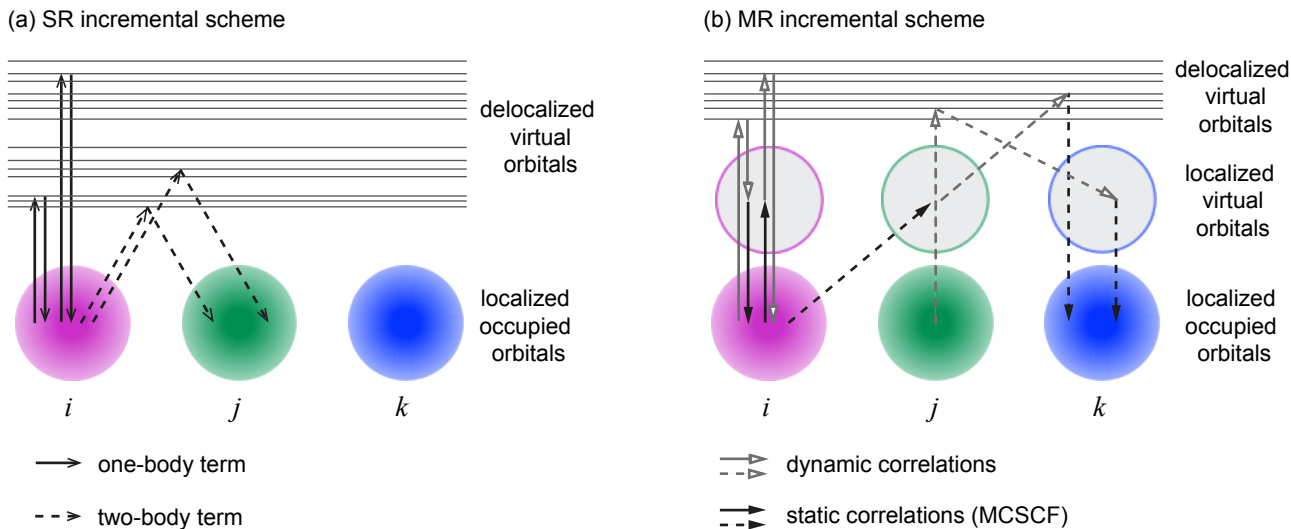 (a) SR incremental scheme
delocalized
virtual
orbitals
localized
occupied
orbitals
i
j
k
one-body term
two-body term
(b) MR incremental scheme
delocalized
virtual
orbitals
localized
virtual
orbitals
localized
occupied
orbitals
i
j
k
dynamic correlations
static correlations (MCSCF)